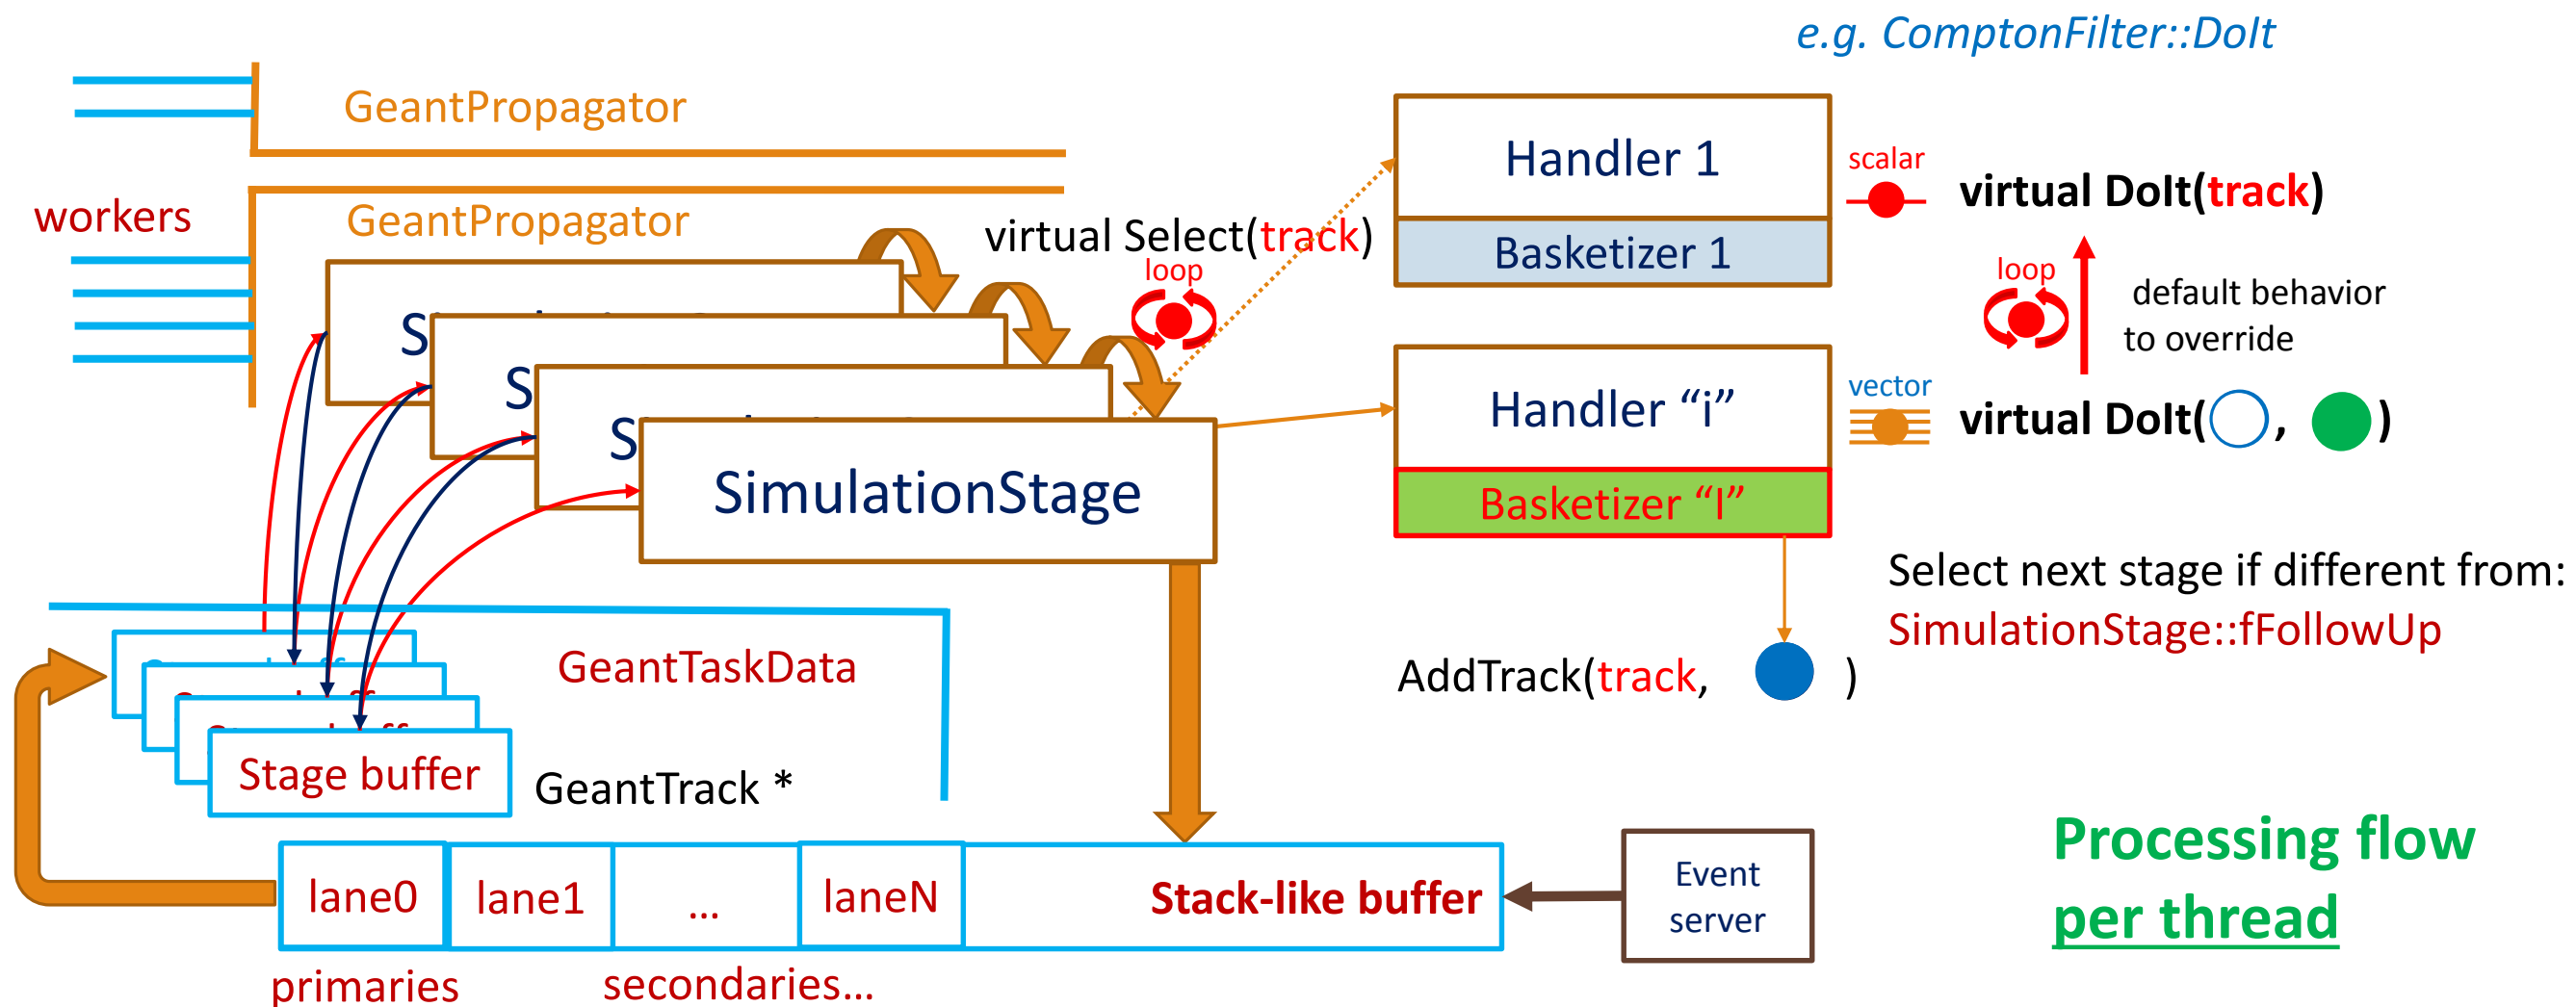 e.g. ComptonFilter::DoIt
GeantPropagator
Handler 1
scalar
virtual DoIt(track)
workers
GeantPropagator
virtual Select(track)
Basketizer 1
loop
loop
default behavior
to override
Handler “i”
vector
virtual DoIt( , )
SimulationStage
Basketizer “I”
Select next stage if different from:
SimulationStage::fFollowUp
GeantTaskData
AddTrack(track, )
Stage buffer
GeantTrack *
Processing flow
per thread
lane0
lane1
...
laneN
Stack-like buffer
Event
server
primaries
secondaries...